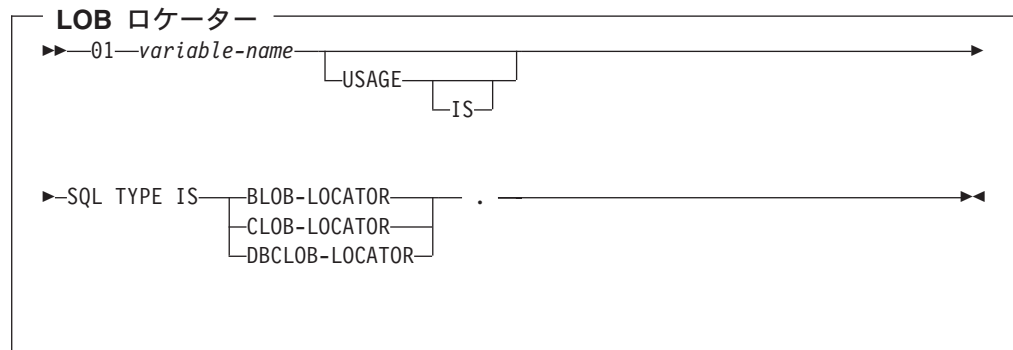 LOB ロケーター
01 variable-name
USAGE
IS
SQL TYPE IS BLOB-LOCATOR .
CLOB-LOCATOR
DBCLOB-LOCATOR